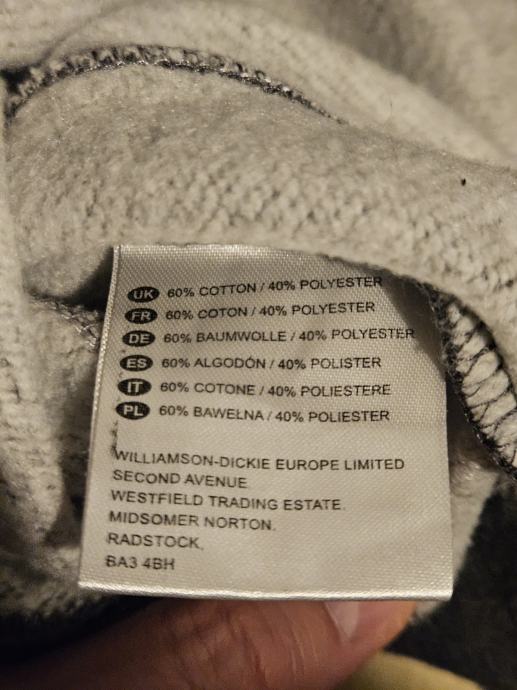 UK 60% COTTON / 40% POLYESTER
FR 60% COTON / 40% POLYESTER
DE 60% BAUMWOLLE / 40% POLYESTER
ES 60% ALGODÓN / 40% POLISTER
IT 60% COTONE / 40% POLIESTERE
PL 60% BAWEŁNA / 40% POLIESTER
WILLIAMSON-DICKIE EUROPE LIMITED
SECOND AVENUE
WESTFIELD TRADING ESTATE.
MIDSOMER NORTON.
RADSTOCK,
BA3 4BH